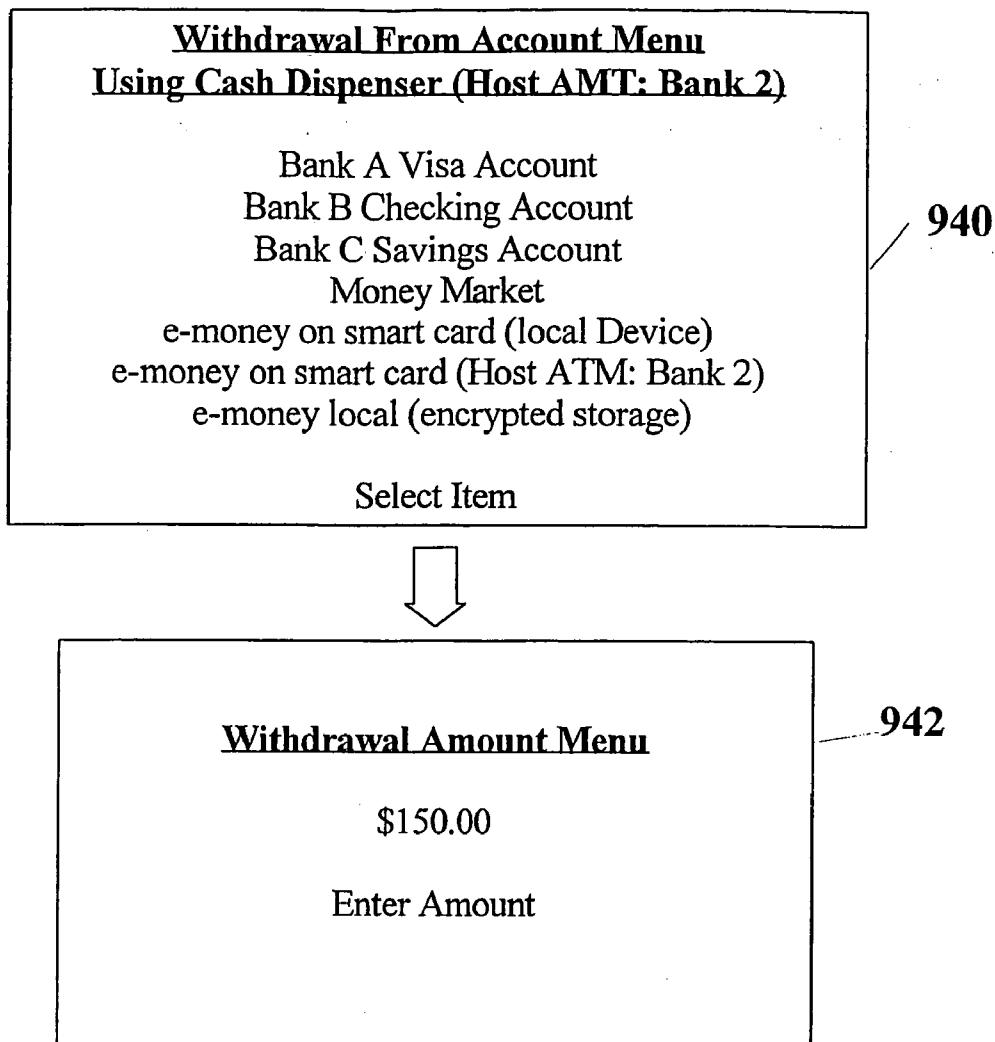 Withdrawal From Account Menu
Using Cash Dispenser (Host AMT: Bank 2)
Bank A Visa Account
Bank B Checking Account
Bank C Savings Account
Money Market
e-money on smart card (local Device)
e-money on smart card (Host ATM: Bank 2)
e-money local (encrypted storage)
Select Item
940
Withdrawal Amount Menu
942
$150.00
Enter Amount